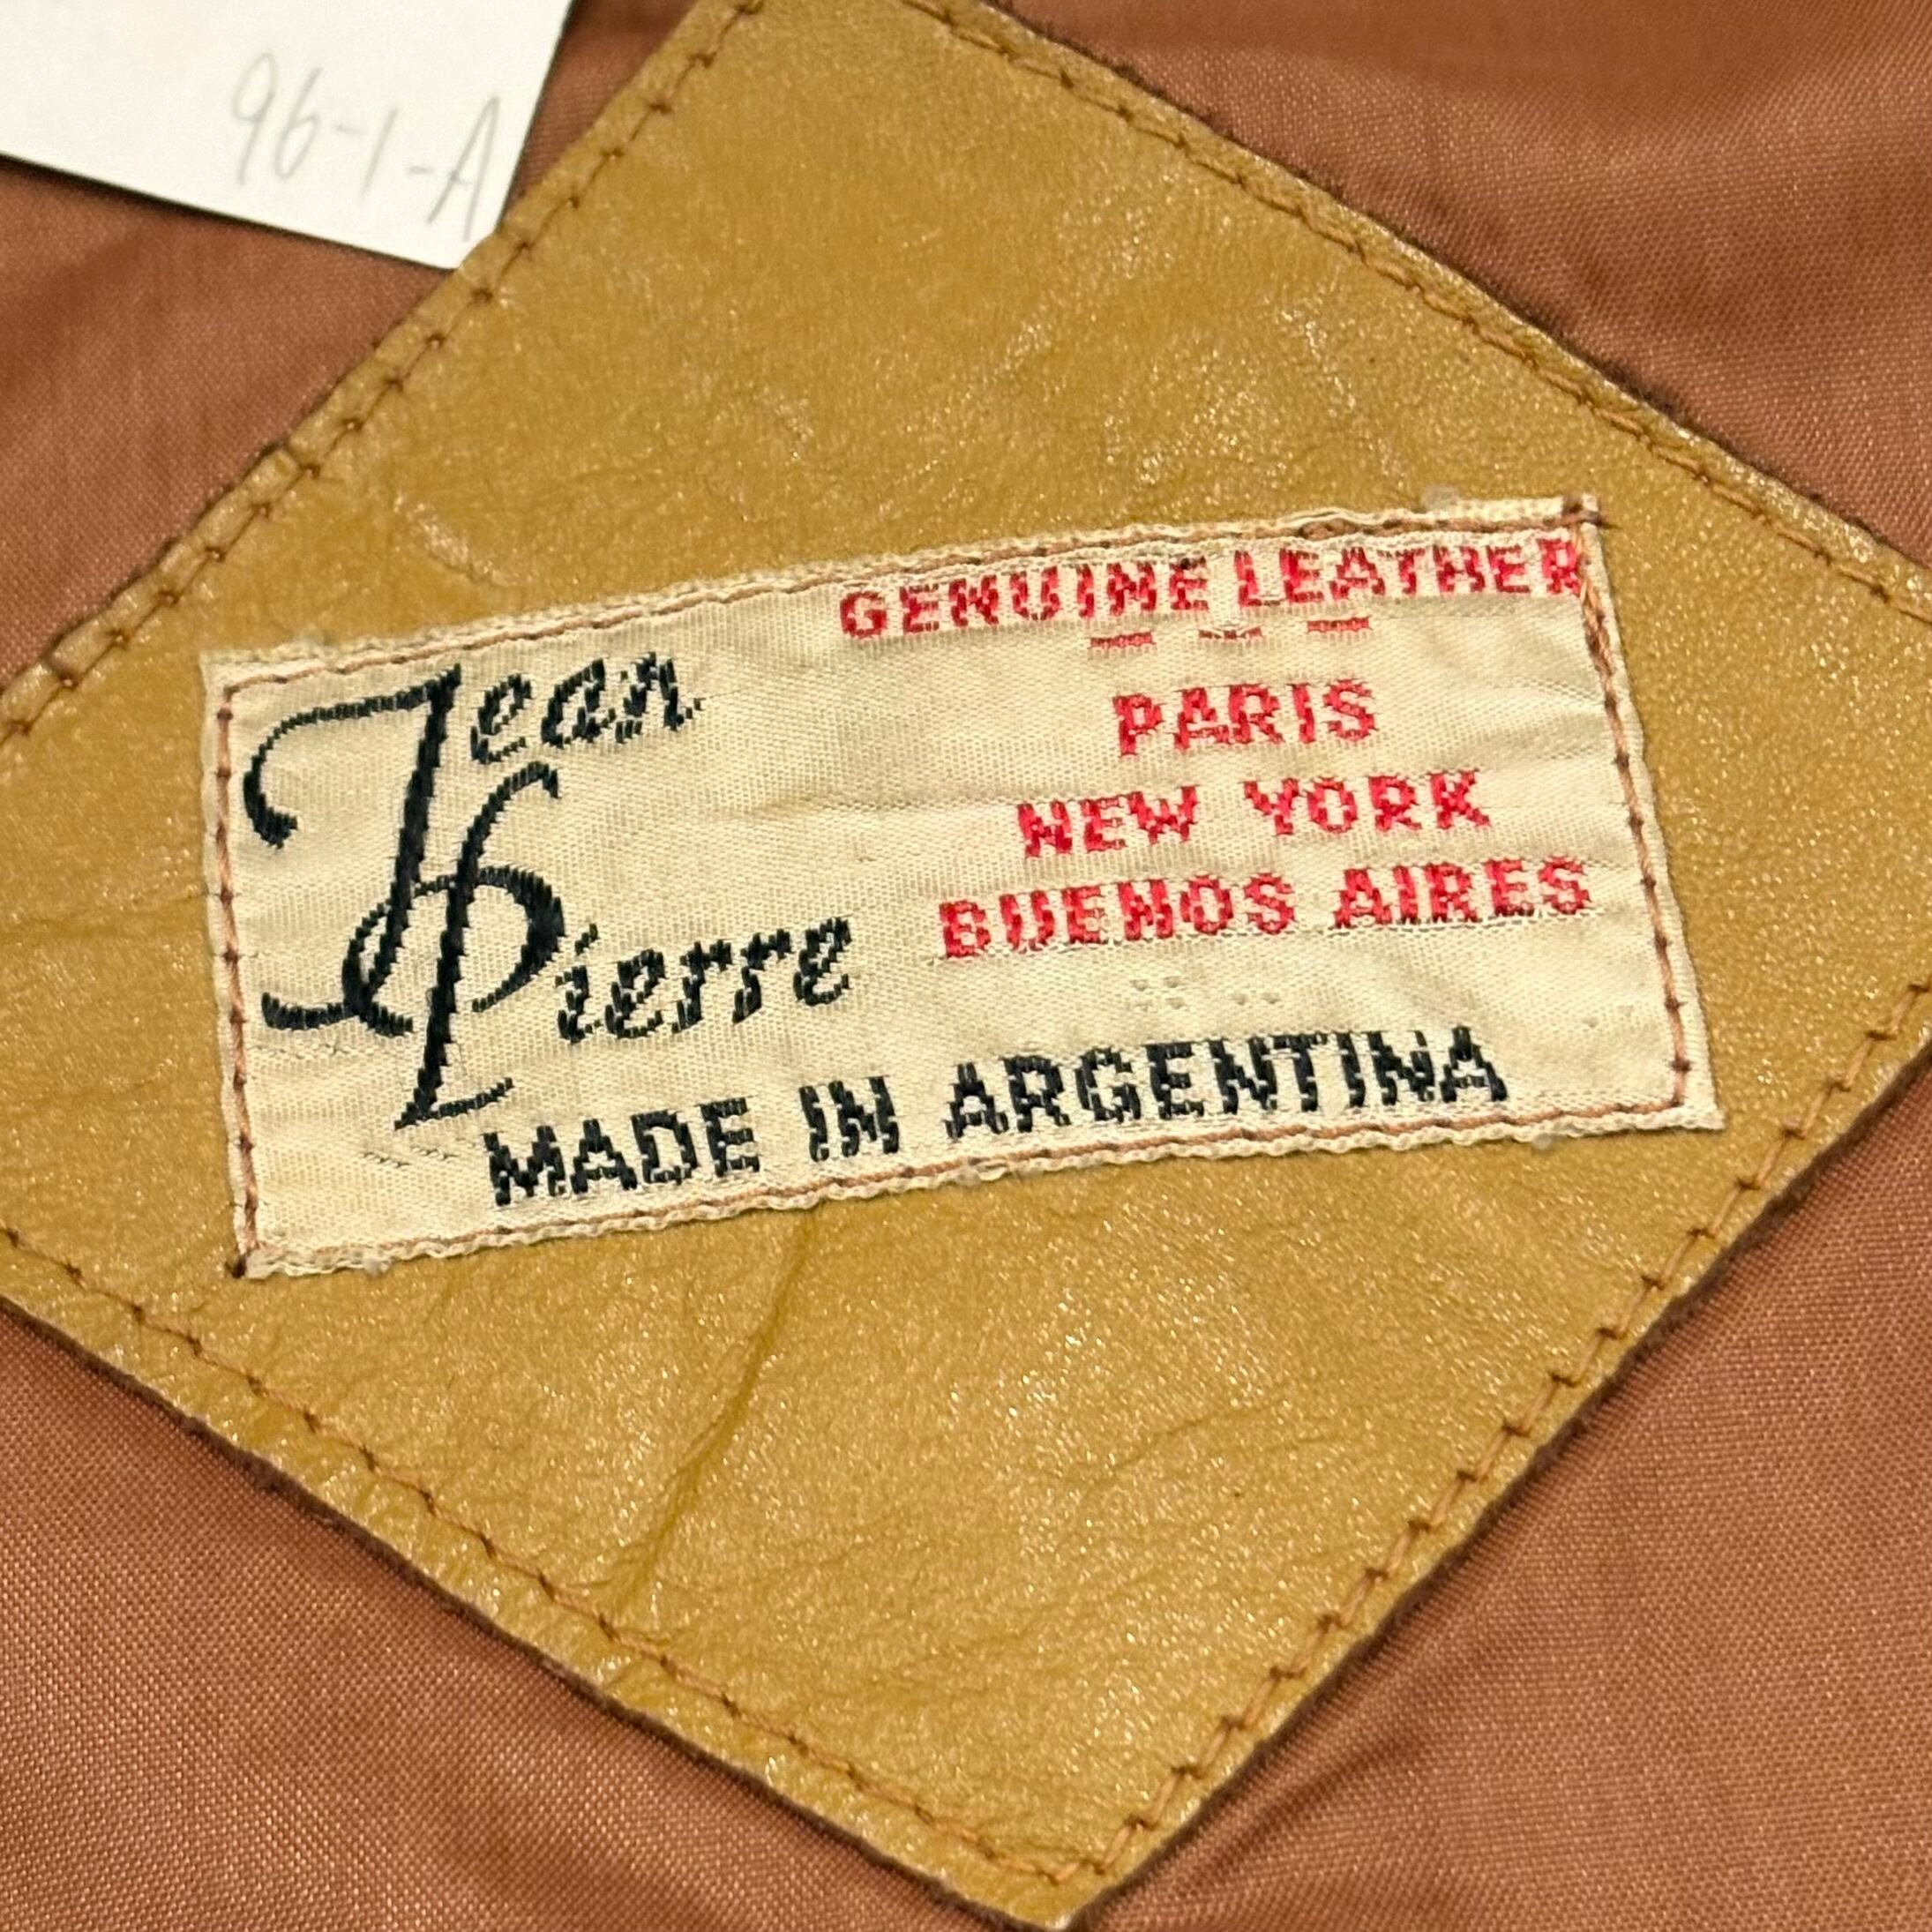 96-1-A
GENUINE LEATHER
Jean
Pierre
PARIS
NEW YORK
BUENOS AIRES
MADE IN ARGENTINA